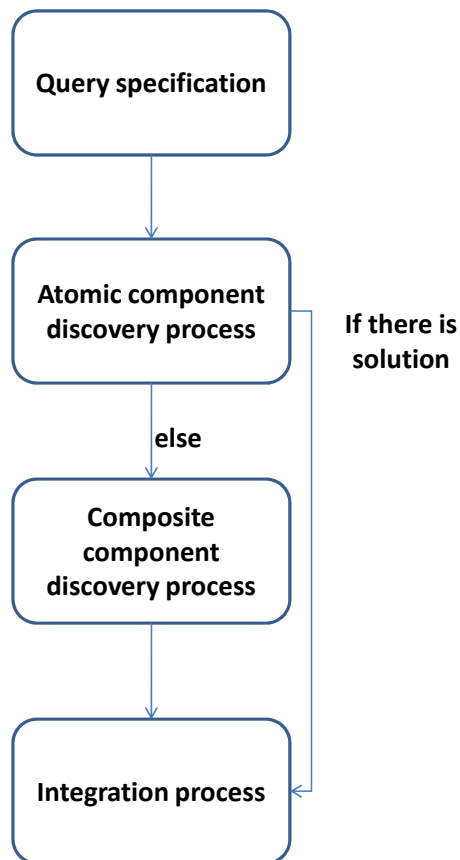 Query specification
Atomic component
discovery process
If there is
solution
else
Composite
component
discovery process
Integration process